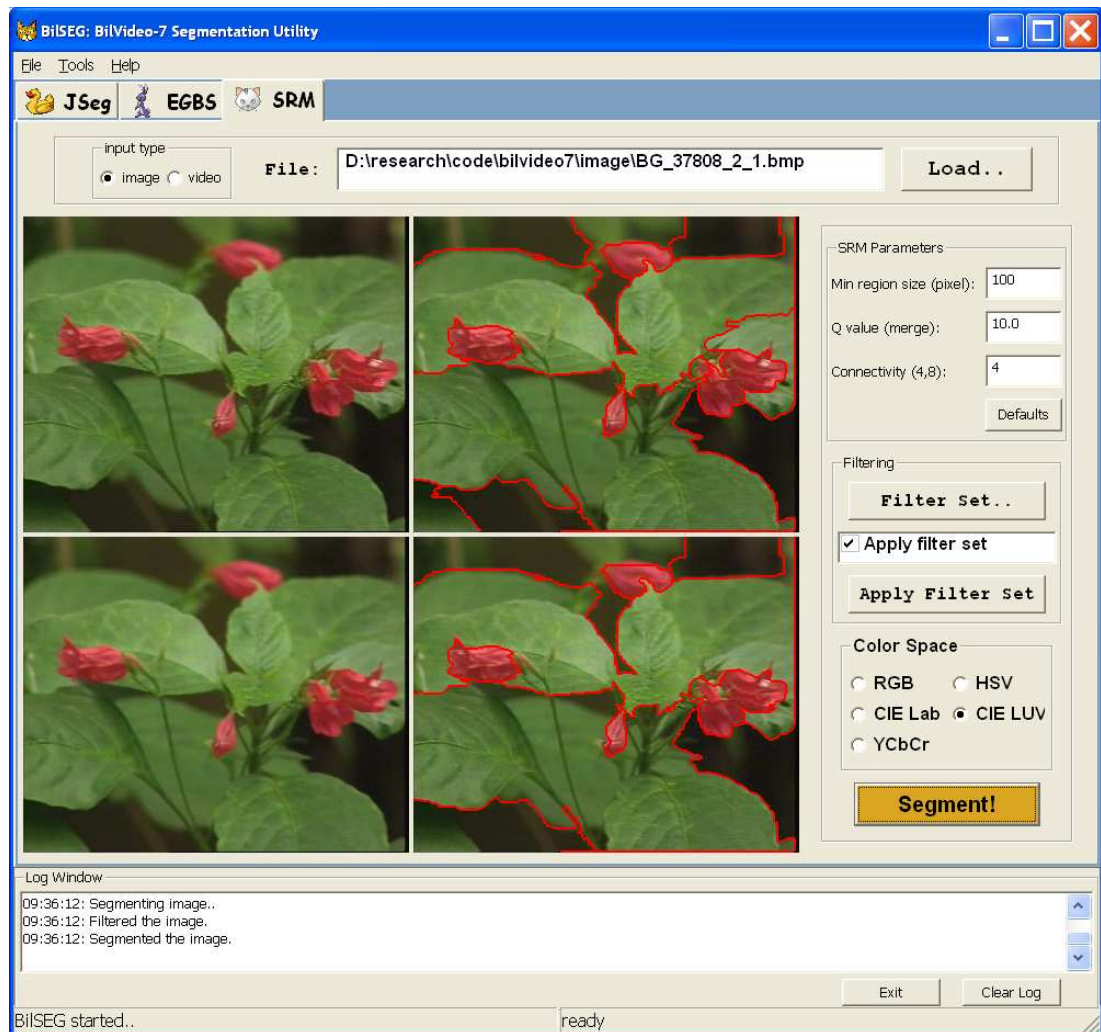 BilSEG: BilVideo-7 Segmentation Utility
File Tools Help
JSeg EGBS SRM
input type
image video
File:
D:\research\code\bilvideo7\image\BG_37808_2_1.bmp
Load..
SRM Parameters
Min region size (pixel): 100
Q value (merge): 10.0
Connectivity (4,8): 4
Defaults
Filtering
Filter Set..
Apply filter set
Apply Filter Set
Color Space
RGB HSV
CIE Lab CIE LUV
YCbCr
Segment!
Log Window
09:36:12: Segmenting image..
09:36:12: Filtered the image.
09:36:12: Segmented the image.
Exit Clear Log
BilSEG started.. ready